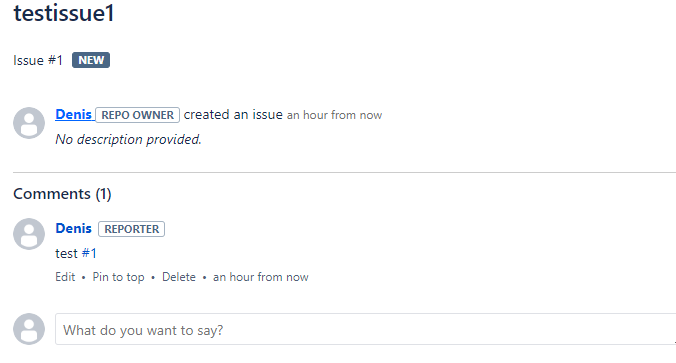 testissue1
Issue #1 NEW
Denis REPO OWNER created an issue an hour from now
No description provided.
Comments (1)
Denis REPORTER
test #1
Edit • Pin to top • Delete • an hour from now
What do you want to say?